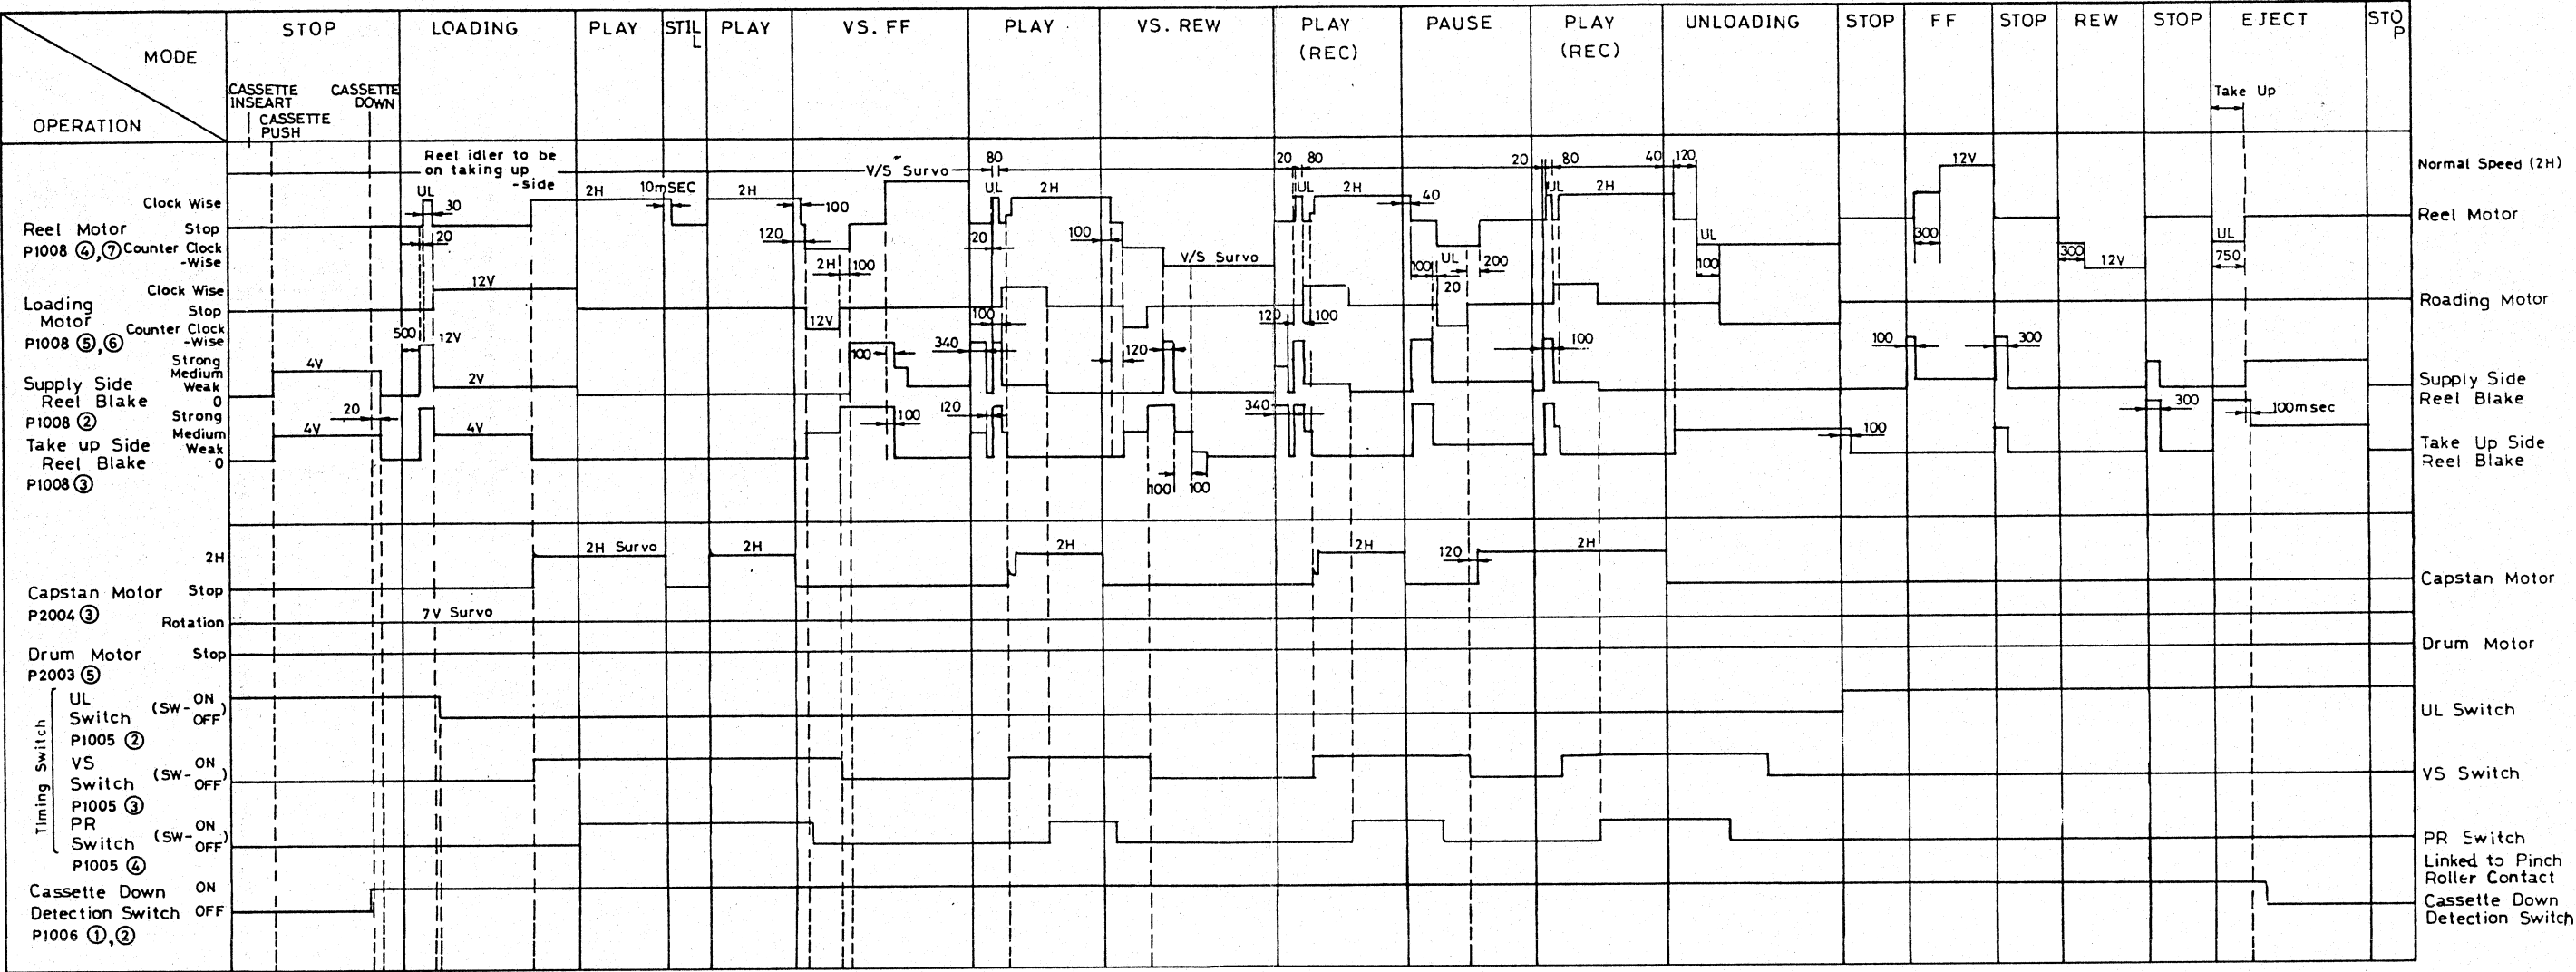 MODE
OPERATION
STOP
LOADING
PLAY
STIL
L
PLAY
VS. FF
PLAY
VS. REW
PLAY
(REC)
PAUSE
PLAY
(REC)
UNLOADING
STOP
FF
STOP
REW
STOP
EJECT
STO
P
CASSETTE
INSEART
CASSETTE
PUSH
CASSETTE
DOWN
Take Up
Reel idler to be
on taking up
-side
UL
30
20
2H
10mSEC
2H
100
120
2H
100
V/S Survo
80
UL
2H
20
100
V/S Survo
20
80
UL
2H
40
100
UL
20
200
20
80
UL
2H
40
120
UL
100
300
12V
300
12V
UL
750
Normal Speed (2H)
Clock Wise
Reel Motor
Stop
P1008 ④,⑦
Counter Clock
-Wise
Reel Motor
Clock Wise
Loading
Motor
Stop
P1008 ⑤,⑥
Counter Clock
-Wise
12V
12V
100
120
100
Roading Motor
500
12V
Strong
Medium
Weak
0
Supply Side
Reel Blake
P1008 ②
4V
2V
100
340
120
100
100
300
Supply Side
Reel Blake
Strong
Medium
Weak
0
Take up Side
Reel Blake
P1008 ③
20
4V
4V
100
120
100
100
340
100
300
100msec
Take Up Side
Reel Blake
2H
Capstan Motor
Stop
P2004 ③
2H Survo
2H
2H
2H
120
2H
Capstan Motor
Rotation
7V Survo
Drum Motor
Stop
P2003 ⑤
Drum Motor
Timing Switch
UL
Switch
(SW-ON
OFF)
P1005 ②
UL Switch
VS
Switch
(SW-ON
OFF)
P1005 ③
VS Switch
PR
Switch
(SW-ON
OFF)
P1005 ④
PR Switch
Linked to Pinch
Roller Contact
Cassette Down
Detection Switch
ON
OFF
P1006 ①,②
Cassette Down
Detection Switch